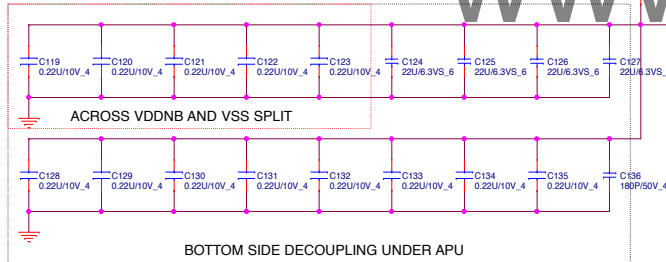 C119 C120 C121 C122 C123 C124 C125 C126 C127
0.22U/10V_4 0.22U/10V_4 0.22U/10V_4 0.22U/10V_4 0.22U/10V_4 22U/6.3VS_6 22U/6.3VS_6 22U/6.3VS_6 22U/6.3VS_6
ACROSS VDDNB AND VSS SPLIT
C128 C129 C130 C131 C132 C133 C134 C135 C136
0.22U/10V_4 0.22U/10V_4 0.22U/10V_4 0.22U/10V_4 0.22U/10V_4 0.22U/10V_4 0.22U/10V_4 0.22U/10V_4 180P/50V_4
BOTTOM SIDE DECOUPLING UNDER APU